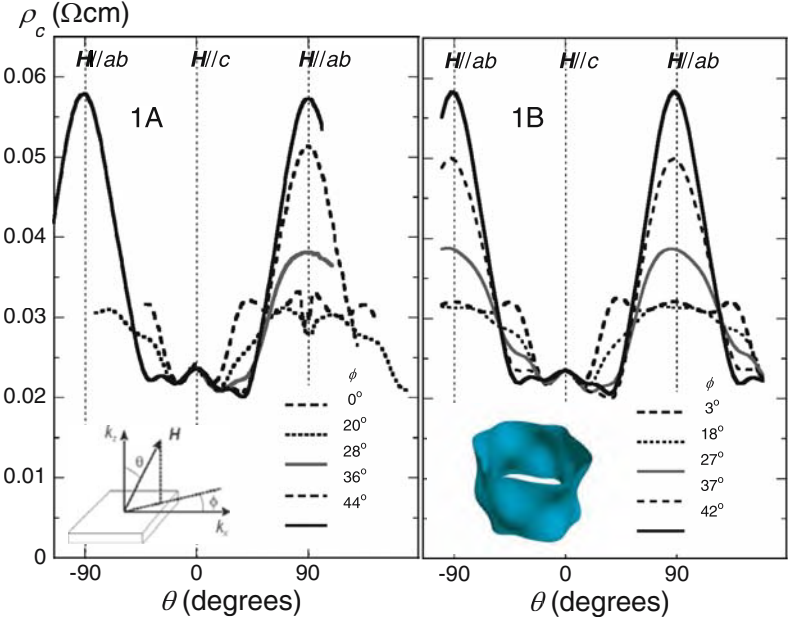 ρc (Ωcm)
H//ab H//c H//ab H//ab H//c H//ab
0.06
1A 1B
0.05
0.04
0.03
0.02
ϕ
0°
20°
28°
36°
44°
ϕ
3°
18°
27°
37°
42°
kz H
θ
ϕ
kx
0.01
0
-90 0 90 -90 0 90
θ (degrees) θ (degrees)